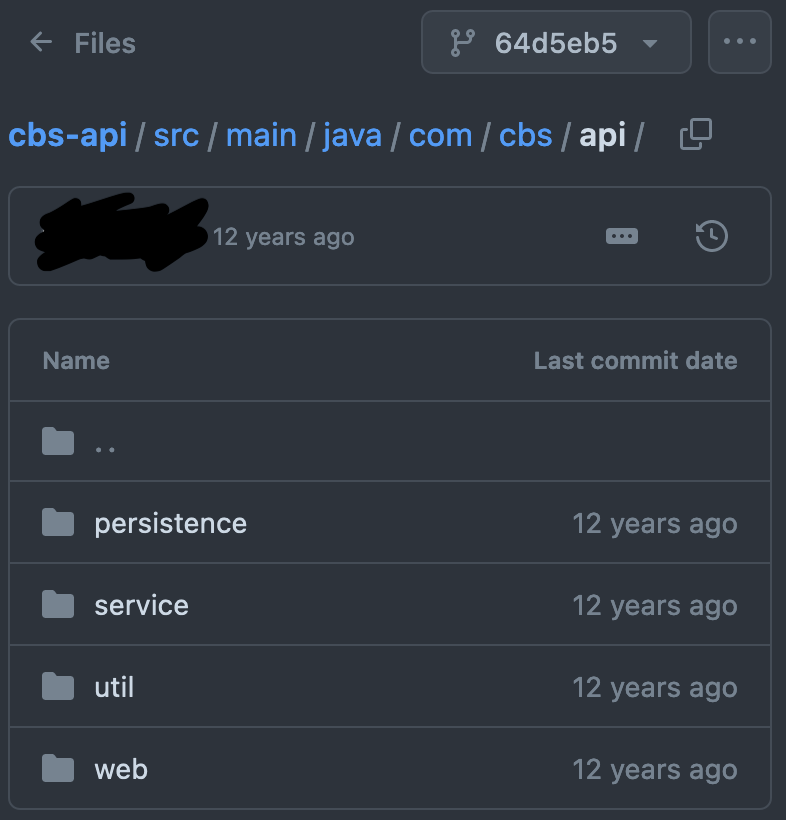 Files 64d5eb5
cbs-api / src / main / java / com / cbs / api /
12 years ago
Name Last commit date
..
persistence 12 years ago
service 12 years ago
util 12 years ago
web 12 years ago